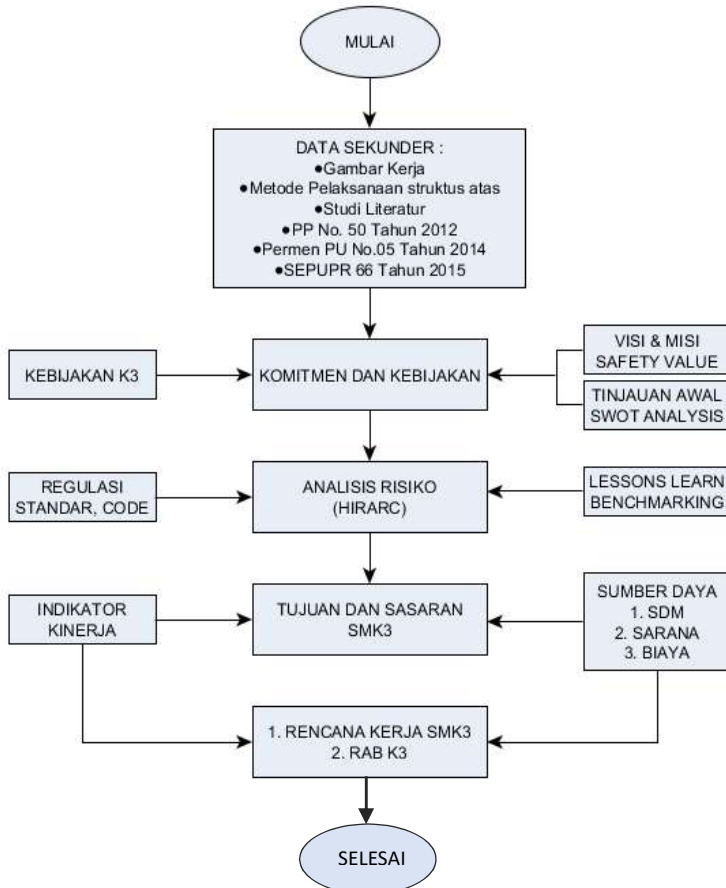 MULAI
DATA SEKUNDER :
●Gambar Kerja
●Metode Pelaksanaan struktus atas
●Studi Literatur
●PP No. 50 Tahun 2012
●Permen PU No.05 Tahun 2014
●SEPUPR 66 Tahun 2015
KEBIJAKAN K3
KOMITMEN DAN KEBIJAKAN
VISI & MISI
SAFETY VALUE
TINJAUAN AWAL
SWOT ANALYSIS
REGULASI
STANDAR, CODE
ANALISIS RISIKO
(HIRARC)
LESSONS LEARN
BENCHMARKING
INDIKATOR
KINERJA
TUJUAN DAN SASARAN
SMK3
SUMBER DAYA
1. SDM
2. SARANA
3. BIAYA
1. RENCANA KERJA SMK3
2. RAB K3
SELESAI